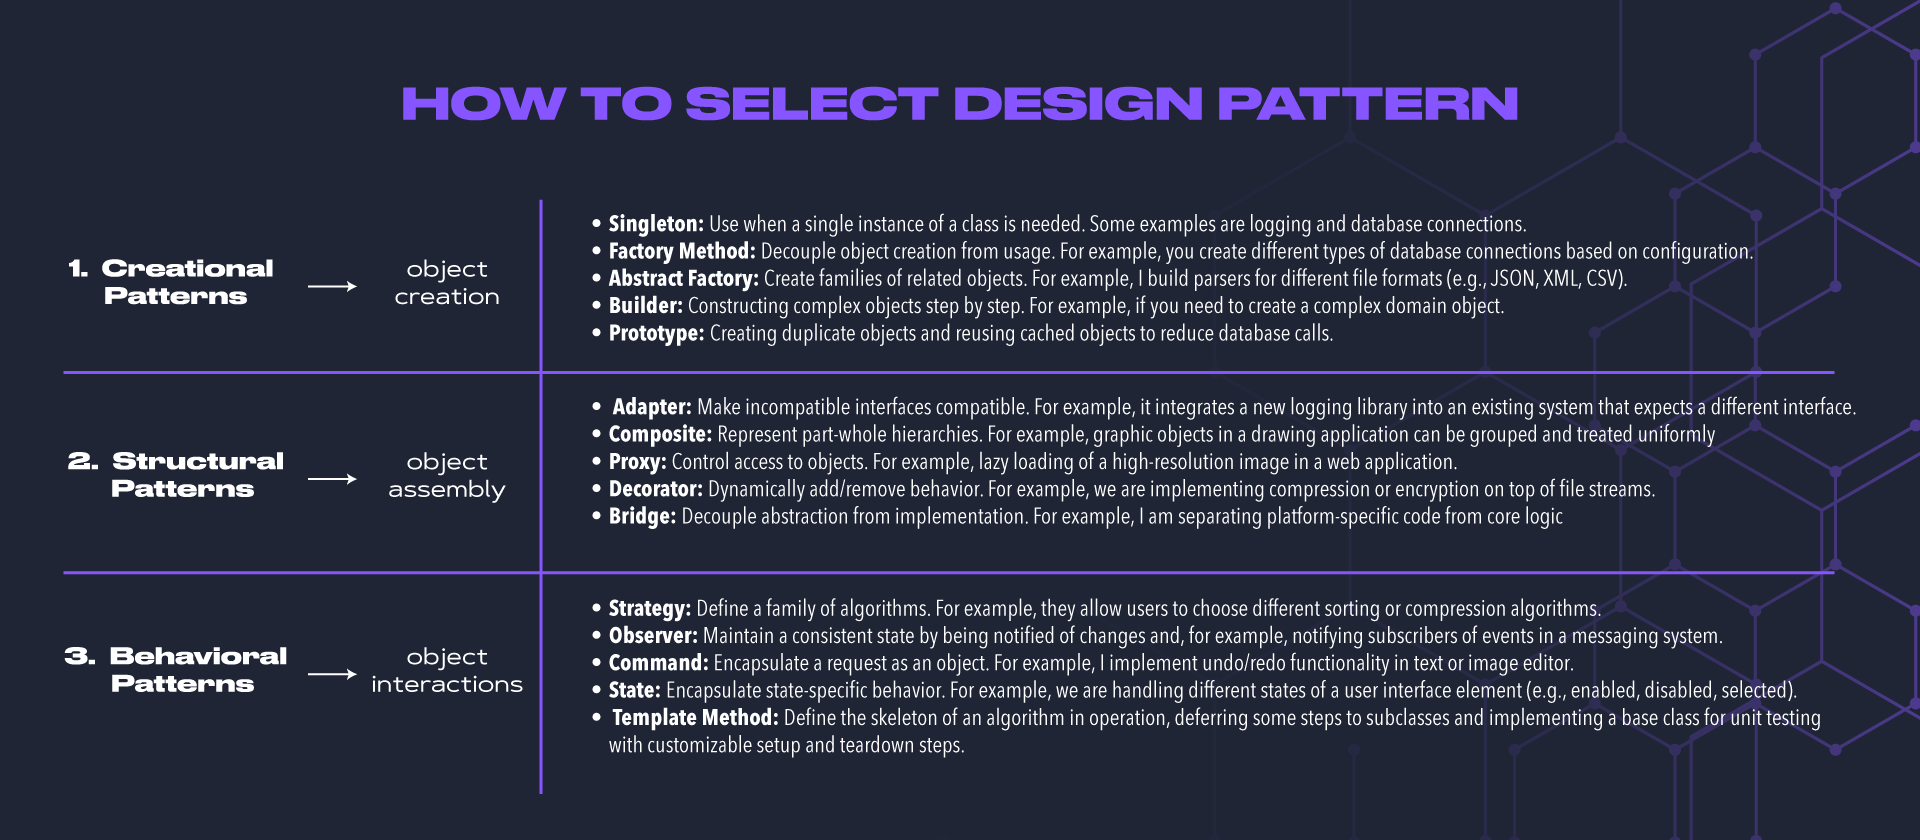 HOW TO SELECT DESIGN PATTERN
1. Creational
Patterns
object
creation
• Singleton: Use when a single instance of a class is needed. Some examples are logging and database connections.
• Factory Method: Decouple object creation from usage. For example, you create different types of database connections based on configuration.
• Abstract Factory: Create families of related objects. For example, I build parsers for different file formats (e.g., JSON, XML, CSV).
• Builder: Constructing complex objects step by step. For example, if you need to create a complex domain object.
• Prototype: Creating duplicate objects and reusing cached objects to reduce database calls.
2. Structural
Patterns
object
assembly
• Adapter: Make incompatible interfaces compatible. For example, it integrates a new logging library into an existing system that expects a different interface.
• Composite: Represent part-whole hierarchies. For example, graphic objects in a drawing application can be grouped and treated uniformly
• Proxy: Control access to objects. For example, lazy loading of a high-resolution image in a web application.
• Decorator: Dynamically add/remove behavior. For example, we are implementing compression or encryption on top of file streams.
• Bridge: Decouple abstraction from implementation. For example, I am separating platform-specific code from core logic
3. Behavioral
Patterns
object
interactions
• Strategy: Define a family of algorithms. For example, they allow users to choose different sorting or compression algorithms.
• Observer: Maintain a consistent state by being notified of changes and, for example, notifying subscribers of events in a messaging system.
• Command: Encapsulate a request as an object. For example, I implement undo/redo functionality in text or image editor.
• State: Encapsulate state-specific behavior. For example, we are handling different states of a user interface element (e.g., enabled, disabled, selected).
• Template Method: Define the skeleton of an algorithm in operation, deferring some steps to subclasses and implementing a base class for unit testing
with customizable setup and teardown steps.